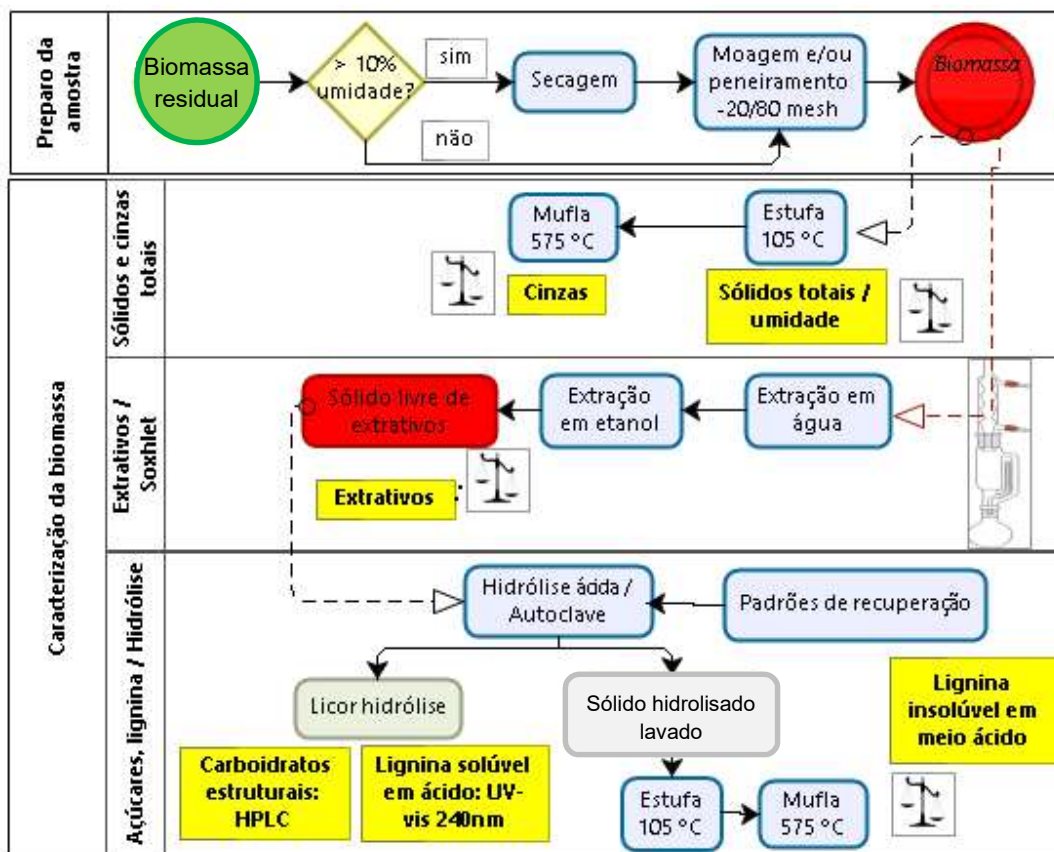 Preparo da
amostra
Biomassa
residual
> 10%
umidade?
sim
não
Secagem
Moagem e/ou
peneiramento
-20/80 mesh
Biomassa
Caraderização da biomassa
Sólidos e cinzas
totais
Mufla
575 °C
Estufa
105 °C
Cinzas
Sólidos totais /
umidade
Extrativos /
Soxhlet
Sólido livre de
extrativos
Extração
em etanol
Extração em
água
Extrativos :
Açúcares, lignina / Hidrólise
Hidrólise ácida /
Autoclave
Padrões de recuperação
Licor hidrólise
Sólido hidrolisado
lavado
Lignina
insolúvel em
meio ácido
Carboidratos
estruturais:
HPLC
Lignina solúvel
em ácido: UV-
vis 240nm
Estufa
105 °C
Mufla
575 °C